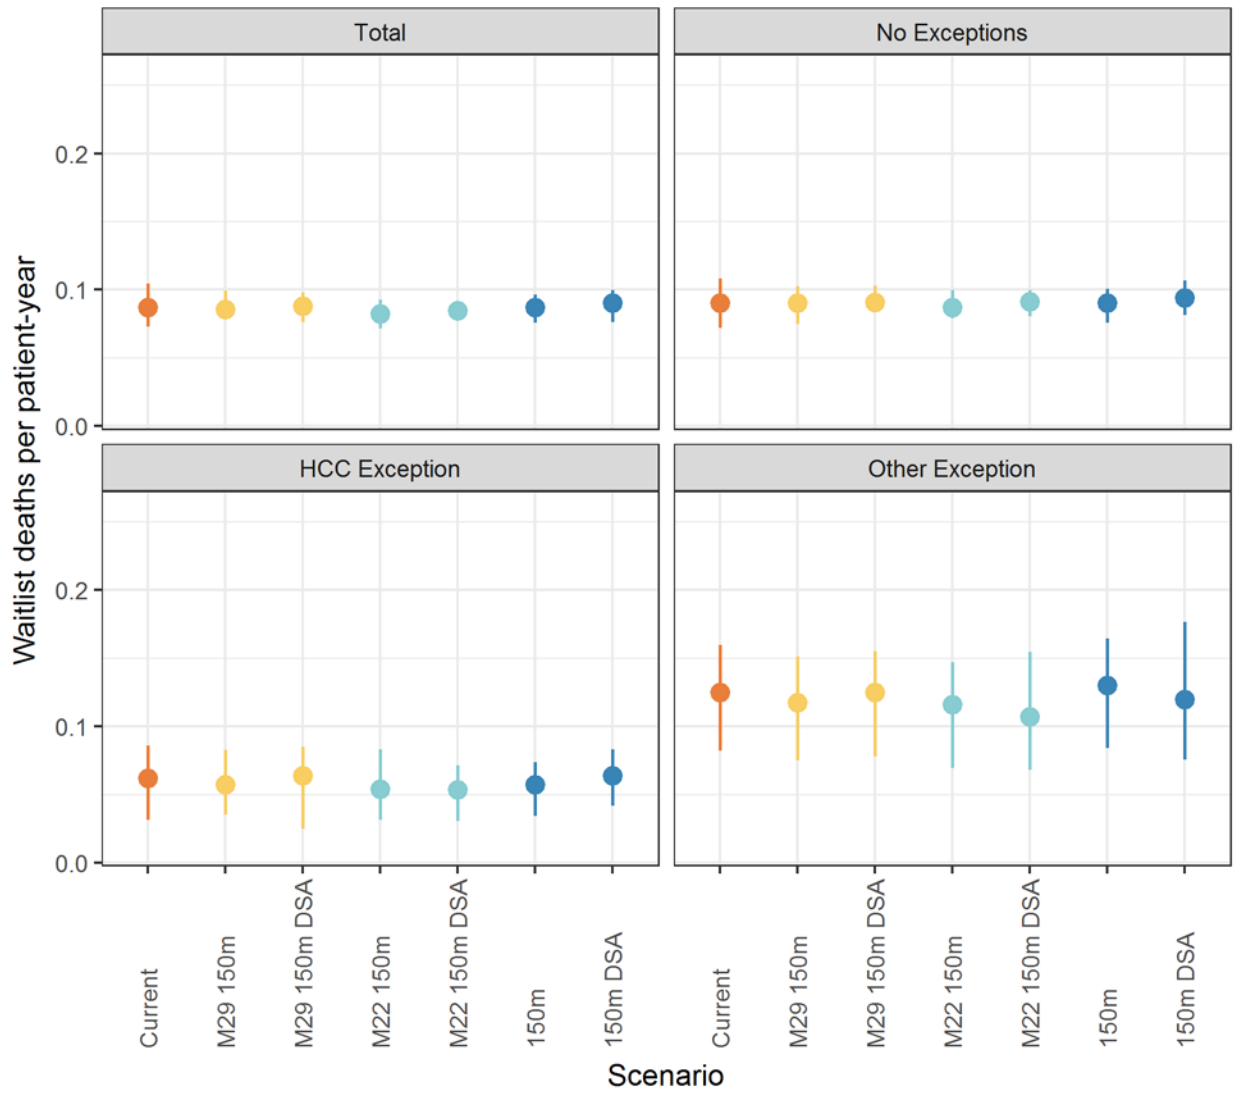 Total
No Exceptions
Waitlist deaths per patient-year
0.2
0.1
0.0
HCC Exception
Other Exception
0.2
0.1
0.0
Current
M29 150m
M29 150m DSA
M22 150m
M22 150m DSA
150m
150m DSA
Current
M29 150m
M29 150m DSA
M22 150m
M22 150m DSA
150m
150m DSA
Scenario